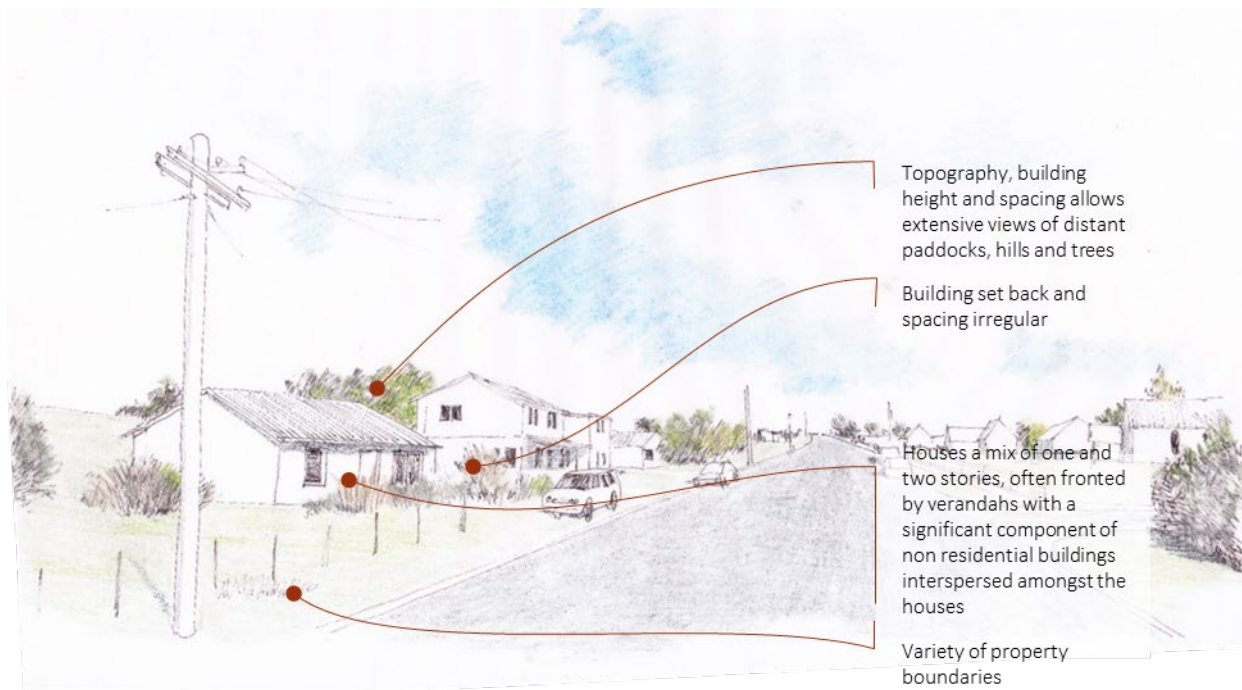 Topography, building
height and spacing allows
extensive views of distant
paddocks, hills and trees
Building set back and
spacing irregular
Houses a mix of one and
two stories, often fronted
by verandahs with a
significant component of
non residential buildings
interspersed amongst the
houses
Variety of property
boundaries